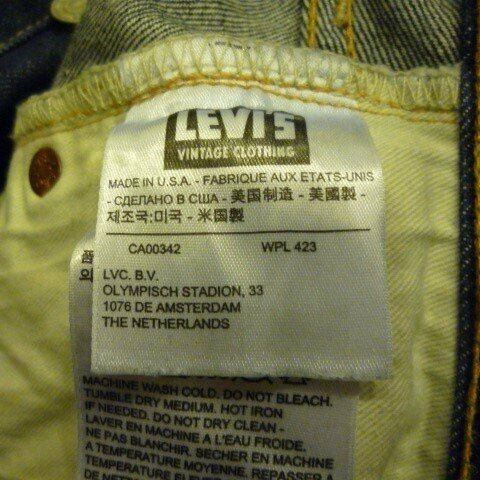 LEVI'S
VINTAGE CLOTHING
MADE IN U.S.A. - FABRIQUE AUX ETATS-UNIS
- СДЕЛАНО В США - 美国制造 - 美國製 -
제조국:미국 - 米国製
CA00342 WPL 423
LVC. B.V.
OLYMPISCH STADION, 33
1076 DE AMSTERDAM
THE NETHERLANDS
MACHINE WASH COLD. DO NOT BLEACH.
TUMBLE DRY MEDIUM. HOT IRON
IF NEEDED. DO NOT DRY CLEAN -
LAVER EN MACHINE A L'EAU FROIDE.
NE PAS BLANCHIR. SECHER EN MACHINE
A TEMPERATURE MOYENNE. REPASSER A